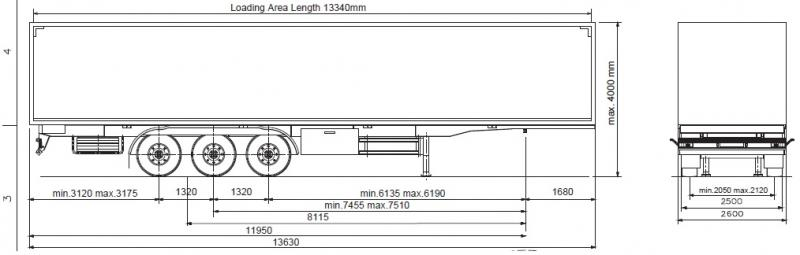 Loading Area Length 13340mm
4
max. 4000 mm
3
min.3120 max.3175
1320
1320
min.6135 max.6190
1680
min.7455 max.7510
8115
11950
13630
min.2050 max.2120
2500
2600